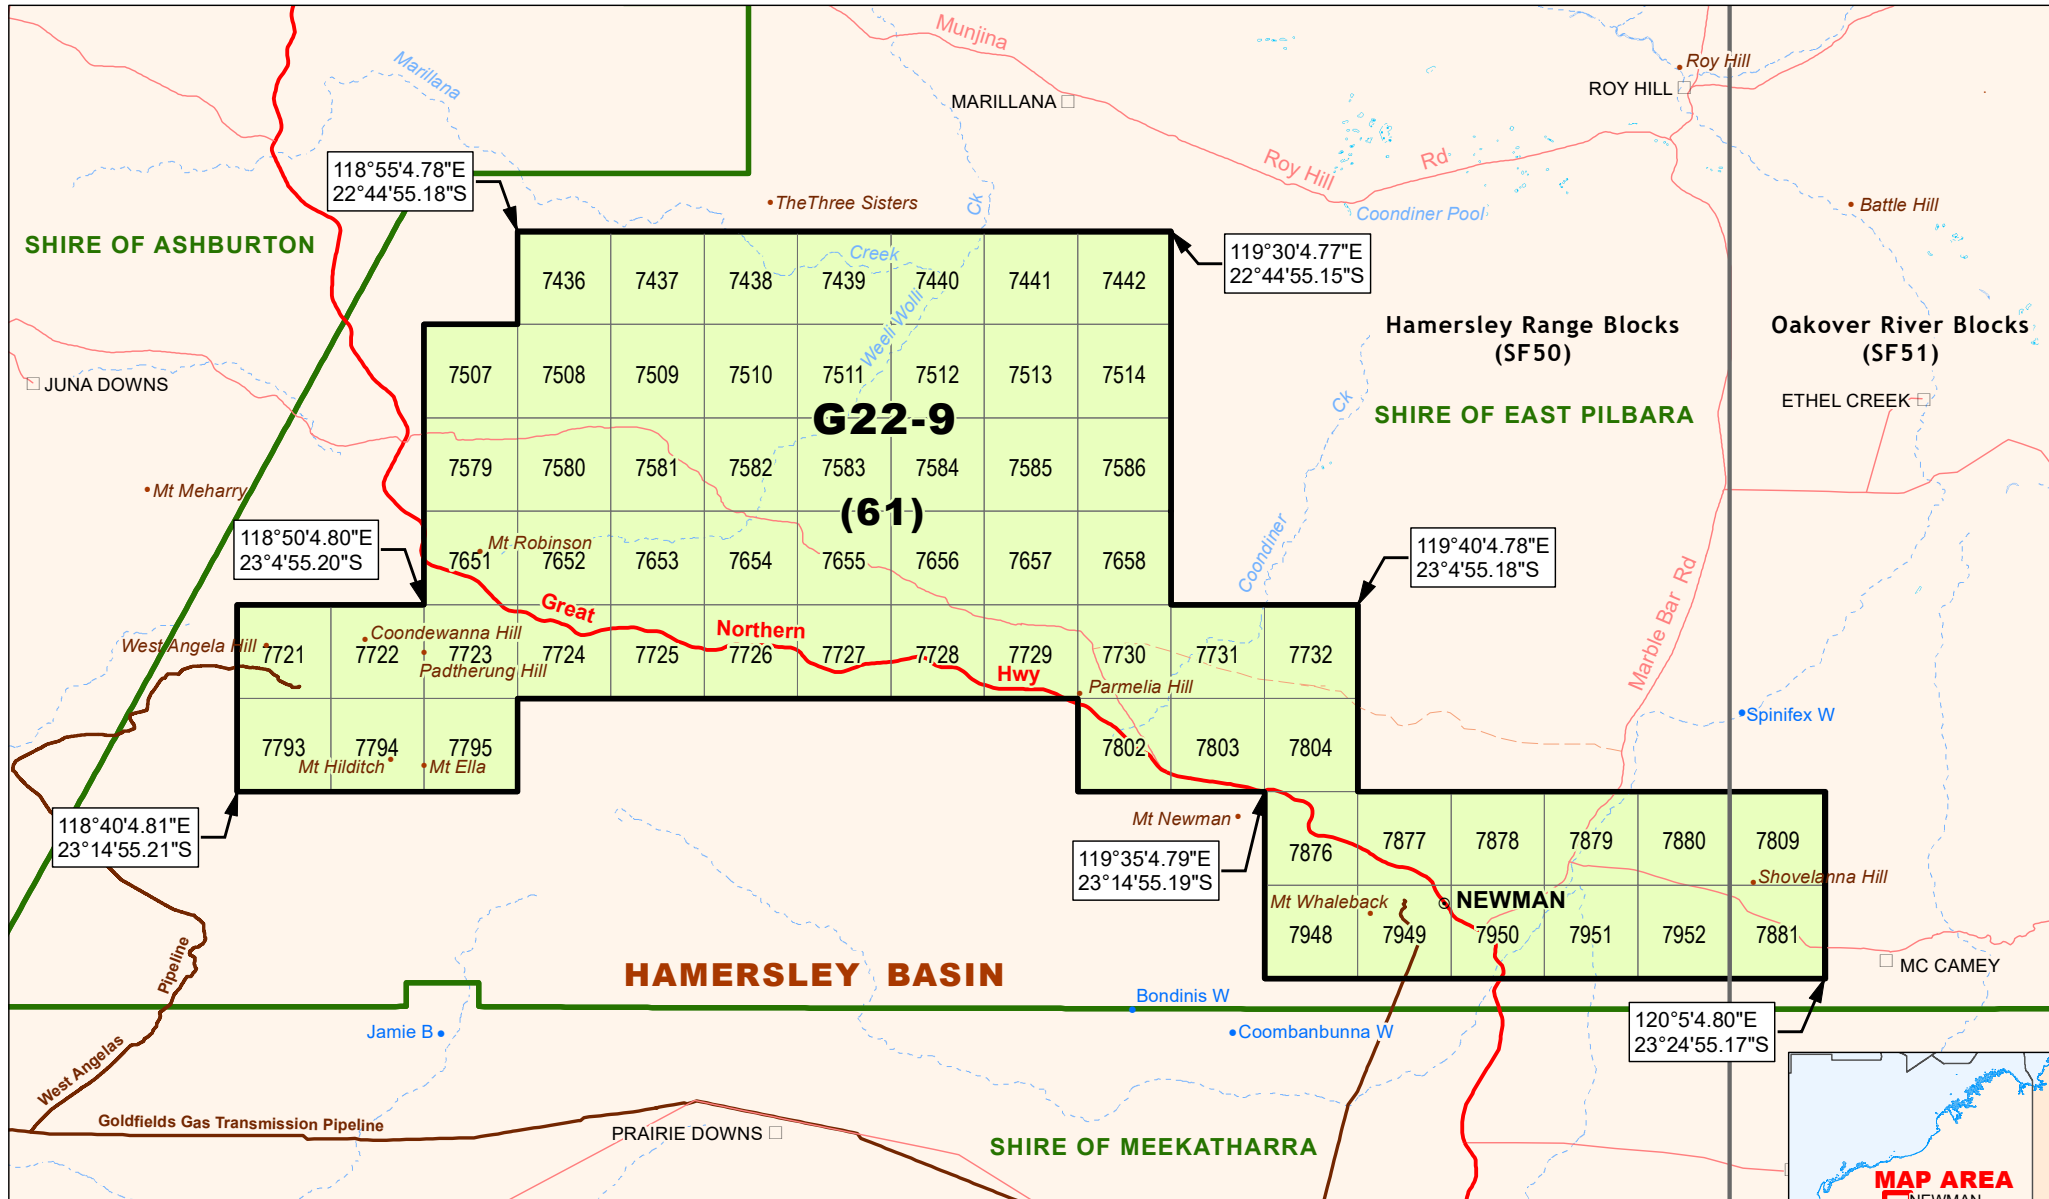 Munjina
Marillana
Roy Hill
ROY HILL
MARILLANA
Roy Hill
Rd
118°55'4.78"E
22°44'55.18"S
TheThree Sisters
Ck
Coondiner Pool
Battle Hill
SHIRE OF ASHBURTON
Creek
119°30'4.77"E
22°44'55.15"S
7436
7437
7438
7439
7440
7441
7442
Weeli Wolli
Hamersley Range Blocks
(SF50)
Oakover River Blocks
(SF51)
7507
7508
7509
7510
7511
7512
7513
7514
JUNA DOWNS
Ck
ETHEL CREEK
G22-9
SHIRE OF EAST PILBARA
7579
7580
7581
7582
7583
7584
7585
7586
Mt Meharry
(61)
118°50'4.80"E
23°4'55.20"S
Mt Robinson
7651
7652
7653
7654
7655
7656
7657
7658
Coondiner
119°40'4.78"E
23°4'55.18"S
Marble Bar Rd
Great
Northern
Hwy
West Angela Hill
Coondewanna Hill
7721
7722
7723
7724
7725
7726
7727
7728
7729
7730
7731
7732
Padtherung Hill
Parmelia Hill
Spinifex W
7793
7794
7795
7802
7803
7804
Mt Hilditch
Mt Ella
118°40'4.81"E
23°14'55.21"S
Mt Newman
119°35'4.79"E
23°14'55.19"S
7876
7877
7878
7879
7880
7809
Shovelanna Hill
Mt Whaleback
NEWMAN
7948
7949
7950
7951
7952
7881
MC CAMEY
Pipeline
HAMERSLEY BASIN
Bondinis W
Jamie B
Coombanbunna W
120°5'4.80"E
23°24'55.17"S
West Angelas
Goldfields Gas Transmission Pipeline
PRAIRIE DOWNS
SHIRE OF MEEKATHARRA
MAP AREA
NEWMAN